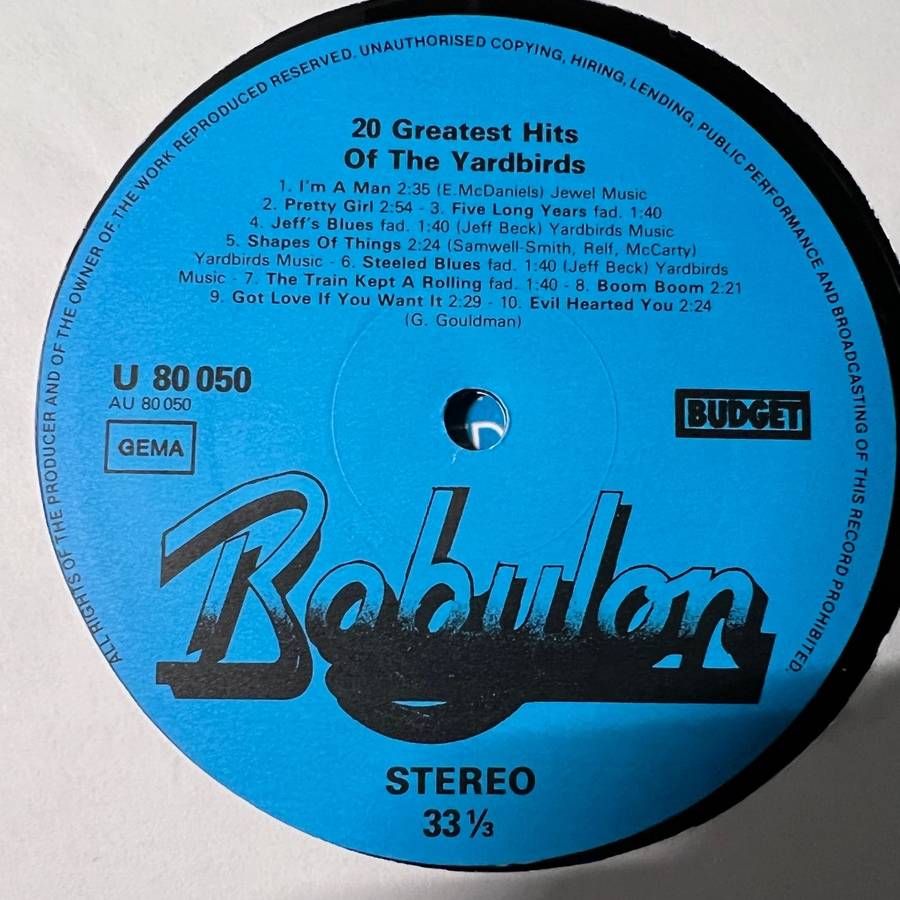 ALL RIGHTS OF THE PRODUCER AND OF THE OWNER OF THE WORK REPRODUCED RESERVED. UNAUTHORISED COPYING, HIRING, LENDING, PUBLIC PERFORMANCE AND BROADCASTING OF THIS RECORD PROHIBITED.
20 Greatest Hits
Of The Yardbirds
1. I'm A Man 2:35 (E.McDaniels) Jewel Music
2. Pretty Girl 2:54 - 3. Five Long Years fad. 1:40
4. Jeff's Blues fad. 1:40 (Jeff Beck) Yardbirds Music
5. Shapes Of Things 2:24 (Samwell-Smith, Relf, McCarty)
Yardbirds Music - 6. Steeled Blues fad. 1:40 (Jeff Beck) Yardbirds
Music - 7. The Train Kept A Rolling fad. 1:40 - 8. Boom Boom 2:21
9. Got Love If You Want It 2:29 - 10. Evil Hearted You 2:24
(G. Gouldman)
U 80 050
AU 80 050
GEMA
BUDGET
Babylon
STEREO
33 ⅓